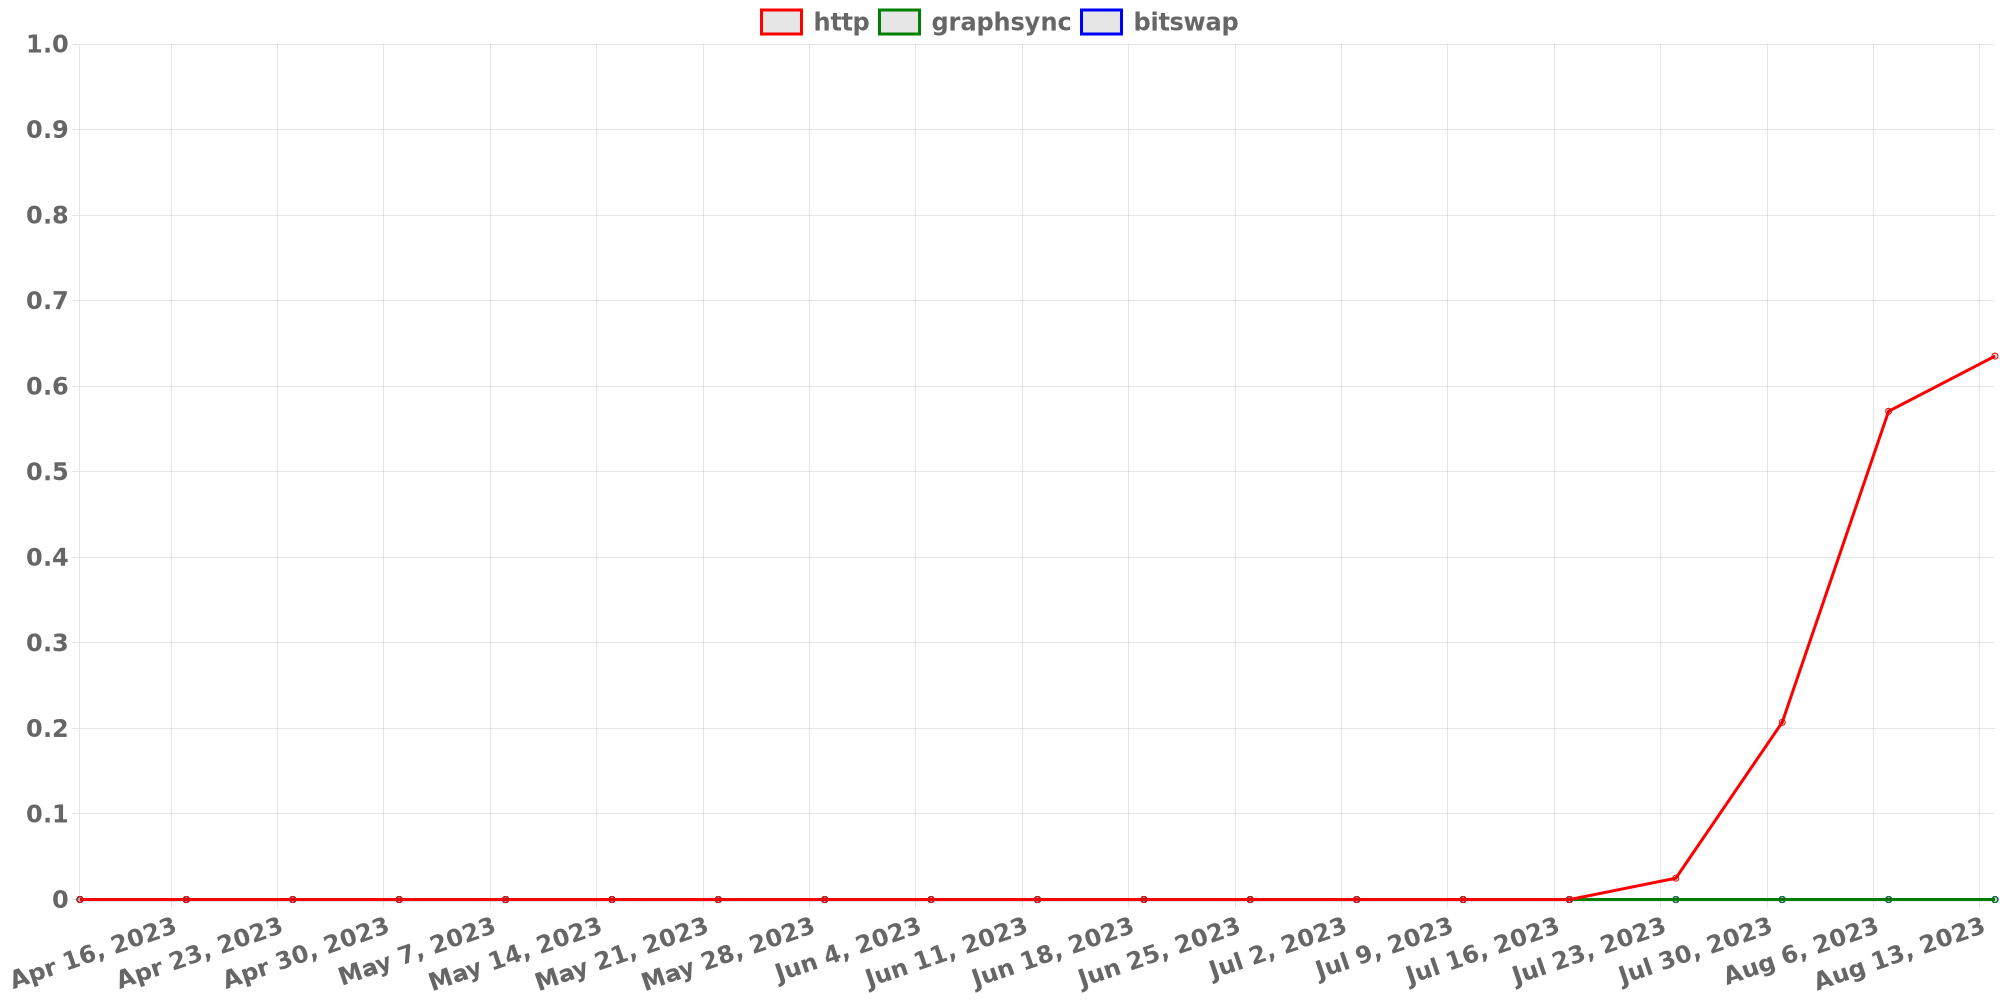 http graphsync bitswap
1.0
0.9
0.8
0.7
0.6
0.5
0.4
0.3
0.2
0.1
0
Apr 16, 2023
Apr 23, 2023
Apr 30, 2023
May 7, 2023
May 14, 2023
May 21, 2023
May 28, 2023
Jun 4, 2023
Jun 11, 2023
Jun 18, 2023
Jun 25, 2023
Jul 2, 2023
Jul 9, 2023
Jul 16, 2023
Jul 23, 2023
Jul 30, 2023
Aug 6, 2023
Aug 13, 2023